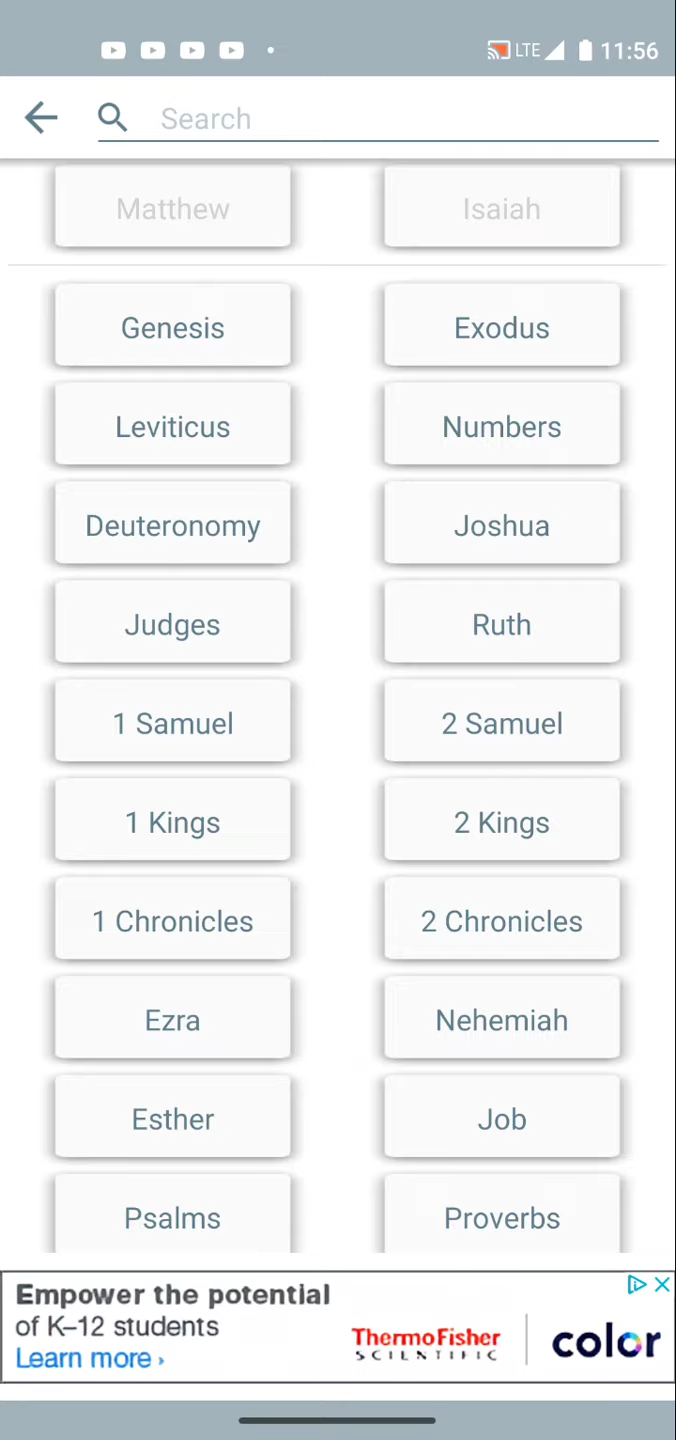 LTE 11:56
Search
Matthew Isaiah
Genesis Exodus
Leviticus Numbers
Deuteronomy Joshua
Judges Ruth
1 Samuel 2 Samuel
1 Kings 2 Kings
1 Chronicles 2 Chronicles
Ezra Nehemiah
Esther Job
Psalms Proverbs
Empower the potential
of K–12 students
Learn more ›
ThermoFisher
SCIENTIFIC
color